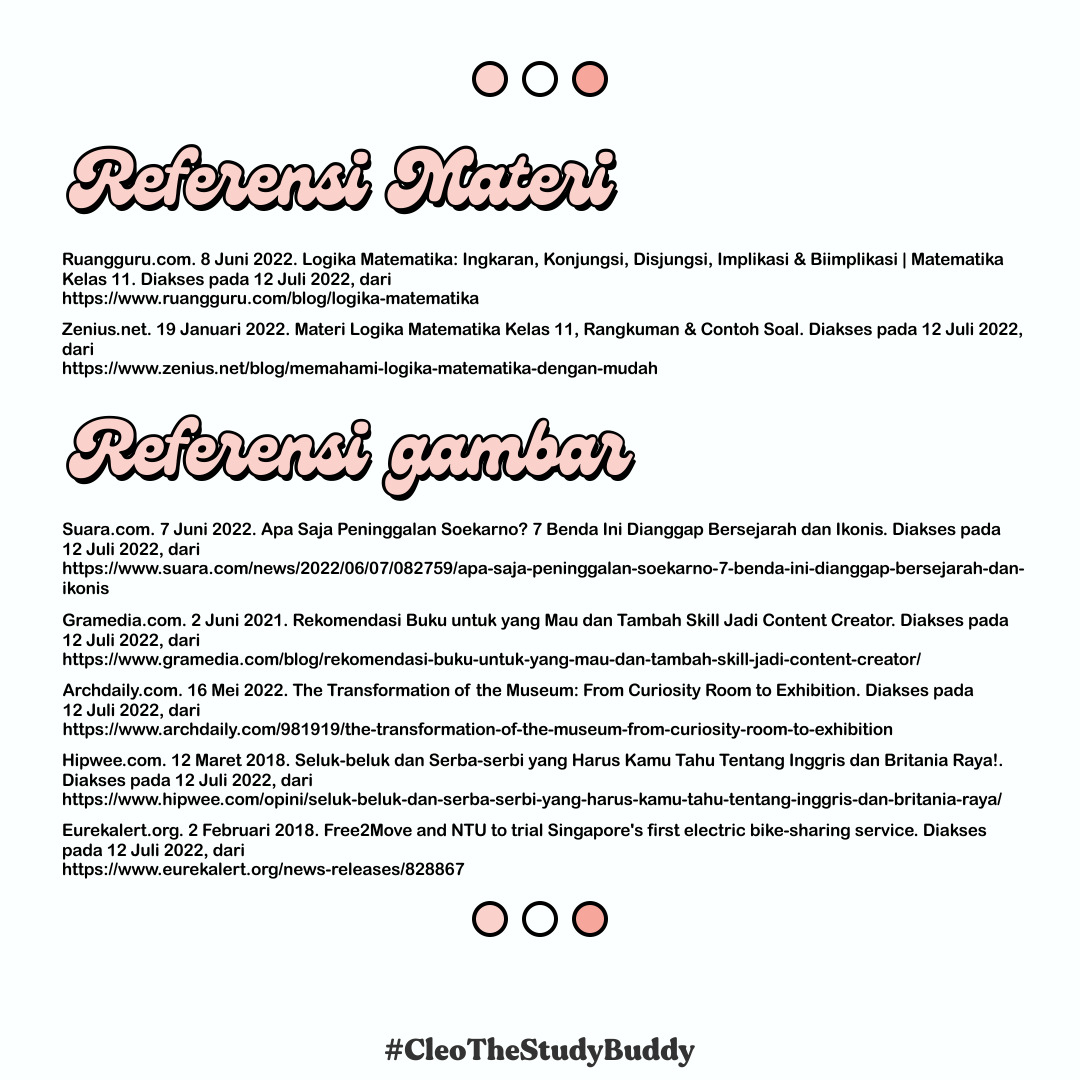 Referensi Materi
Ruangguru.com. 8 Juni 2022. Logika Matematika: Ingkaran, Konjungsi, Disjungsi, Implikasi & Biimplikasi | Matematika
Kelas 11. Diakses pada 12 Juli 2022, dari
https://www.ruangguru.com/blog/logika-matematika
Zenius.net. 19 Januari 2022. Materi Logika Matematika Kelas 11, Rangkuman & Contoh Soal. Diakses pada 12 Juli 2022,
dari
https://www.zenius.net/blog/memahami-logika-matematika-dengan-mudah
Referensi gambar
Suara.com. 7 Juni 2022. Apa Saja Peninggalan Soekarno? 7 Benda Ini Dianggap Bersejarah dan Ikonis. Diakses pada
12 Juli 2022, dari
https://www.suara.com/news/2022/06/07/082759/apa-saja-peninggalan-soekarno-7-benda-ini-dianggap-bersejarah-dan-
ikonis
Gramedia.com. 2 Juni 2021. Rekomendasi Buku untuk yang Mau dan Tambah Skill Jadi Content Creator. Diakses pada
12 Juli 2022, dari
https://www.gramedia.com/blog/rekomendasi-buku-untuk-yang-mau-dan-tambah-skill-jadi-content-creator/
Archdaily.com. 16 Mei 2022. The Transformation of the Museum: From Curiosity Room to Exhibition. Diakses pada
12 Juli 2022, dari
https://www.archdaily.com/981919/the-transformation-of-the-museum-from-curiosity-room-to-exhibition
Hipwee.com. 12 Maret 2018. Seluk-beluk dan Serba-serbi yang Harus Kamu Tahu Tentang Inggris dan Britania Raya!.
Diakses pada 12 Juli 2022, dari
https://www.hipwee.com/opini/seluk-beluk-dan-serba-serbi-yang-harus-kamu-tahu-tentang-inggris-dan-britania-raya/
Eurekalert.org. 2 Februari 2018. Free2Move and NTU to trial Singapore's first electric bike-sharing service. Diakses
pada 12 Juli 2022, dari
https://www.eurekalert.org/news-releases/828867
#CleoTheStudyBuddy